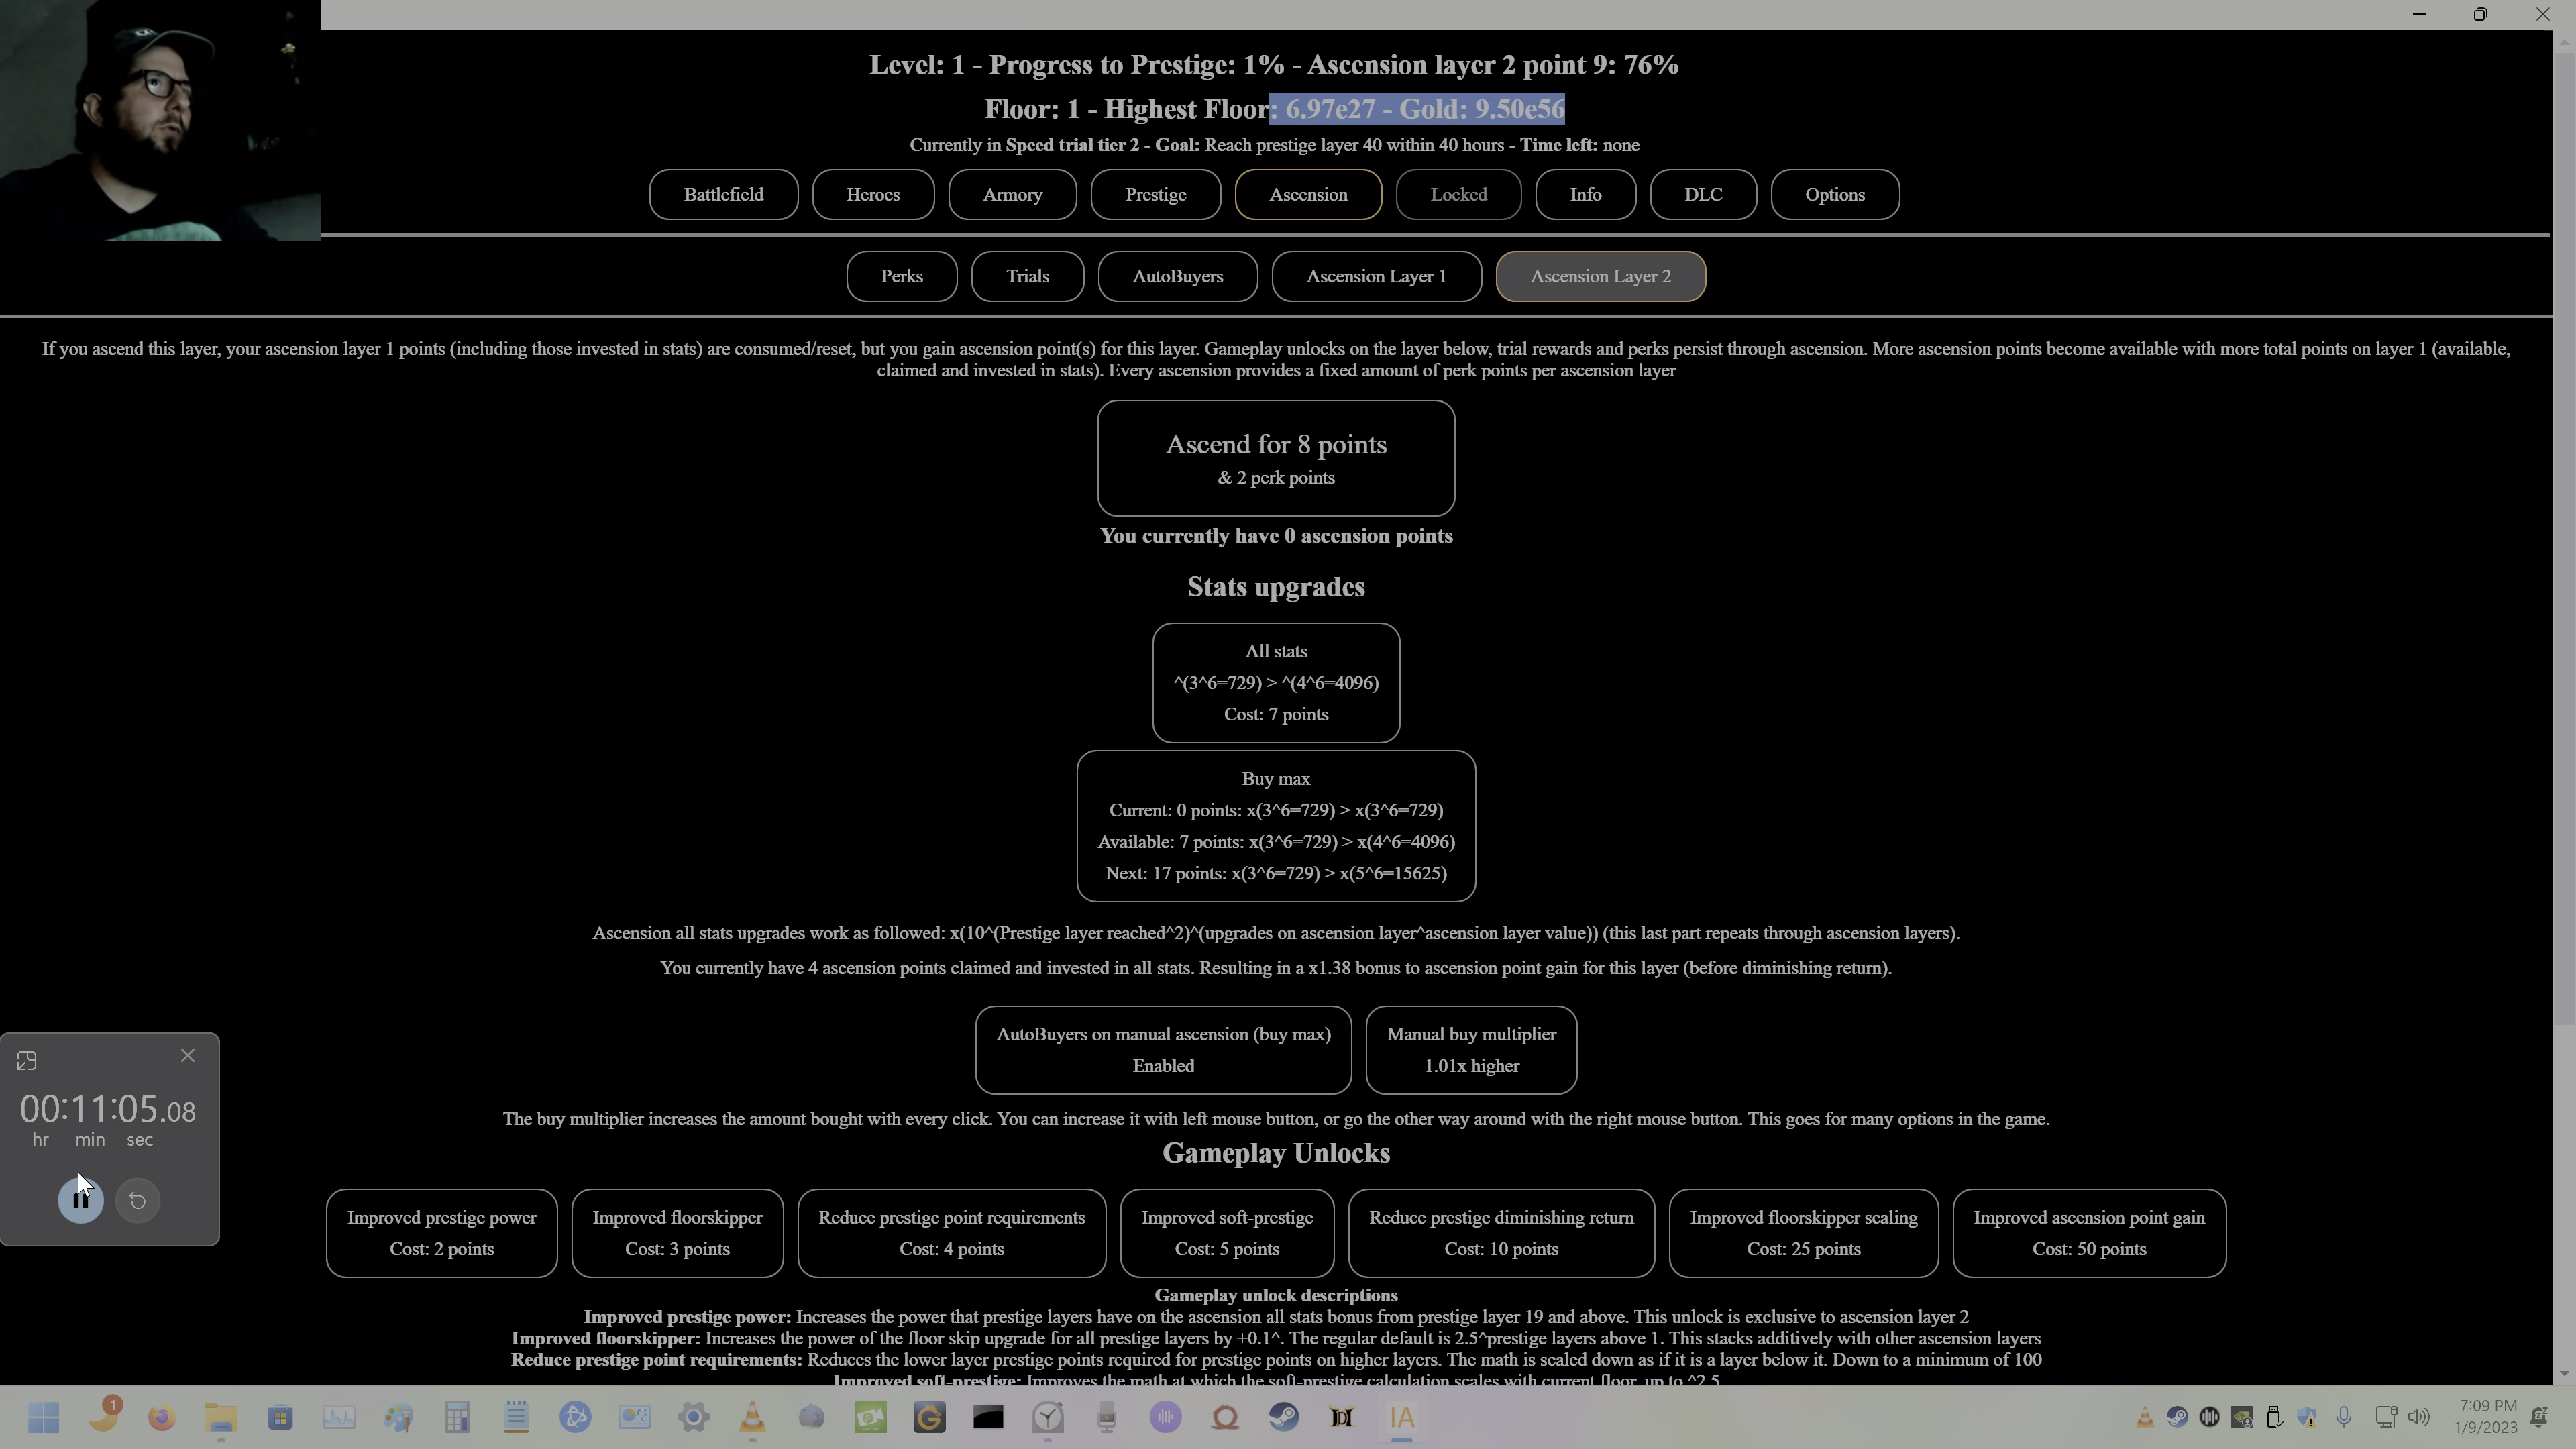 Level: 1 - Progress to Prestige: 1% - Ascension layer 2 point 9: 76%
Floor: 1 - Highest Floor: 6.97e27 - Gold: 9.50e56
Currently in Speed trial tier 2 - Goal: Reach prestige layer 40 within 40 hours - Time left: none
Battlefield Heroes Armory Prestige Ascension Locked Info DLC Options
Perks Trials AutoBuyers Ascension Layer 1 Ascension Layer 2
If you ascend this layer, your ascension layer 1 points (including those invested in stats) are consumed/reset, but you gain ascension point(s) for this layer. Gameplay unlocks on the layer below, trial rewards and perks persist through ascension. More ascension points become available with more total points on layer 1 (available,
claimed and invested in stats). Every ascension provides a fixed amount of perk points per ascension layer
Ascend for 8 points
& 2 perk points
You currently have 0 ascension points
Stats upgrades
All stats
^(3^6=729) > ^(4^6=4096)
Cost: 7 points
Buy max
Current: 0 points: x(3^6=729) > x(3^6=729)
Available: 7 points: x(3^6=729) > x(4^6=4096)
Next: 17 points: x(3^6=729) > x(5^6=15625)
Ascension all stats upgrades work as followed: x(10^(Prestige layer reached^2)^(upgrades on ascension layer^ascension layer value)) (this last part repeats through ascension layers).
You currently have 4 ascension points claimed and invested in all stats. Resulting in a x1.38 bonus to ascension point gain for this layer (before diminishing return).
AutoBuyers on manual ascension (buy max)
Enabled
Manual buy multiplier
1.01x higher
The buy multiplier increases the amount bought with every click. You can increase it with left mouse button, or go the other way around with the right mouse button. This goes for many options in the game.
Gameplay Unlocks
Improved prestige power
Cost: 2 points
Improved floorskipper
Cost: 3 points
Reduce prestige point requirements
Cost: 4 points
Improved soft-prestige
Cost: 5 points
Reduce prestige diminishing return
Cost: 10 points
Improved floorskipper scaling
Cost: 25 points
Improved ascension point gain
Cost: 50 points
Gameplay unlock descriptions
Improved prestige power: Increases the power that prestige layers have on the ascension all stats bonus from prestige layer 19 and above. This unlock is exclusive to ascension layer 2
Improved floorskipper: Increases the power of the floor skip upgrade for all prestige layers by +0.1^. The regular default is 2.5^prestige layers above 1. This stacks additively with other ascension layers
Reduce prestige point requirements: Reduces the lower layer prestige points required for prestige points on higher layers. The math is scaled down as if it is a layer below it. Down to a minimum of 100
Improved soft-prestige: Improves the math at which the soft-prestige calculation scales with current floor, up to ^2.5
00:11:05.08
hr min sec
1
IA
7:09 PM
1/9/2023